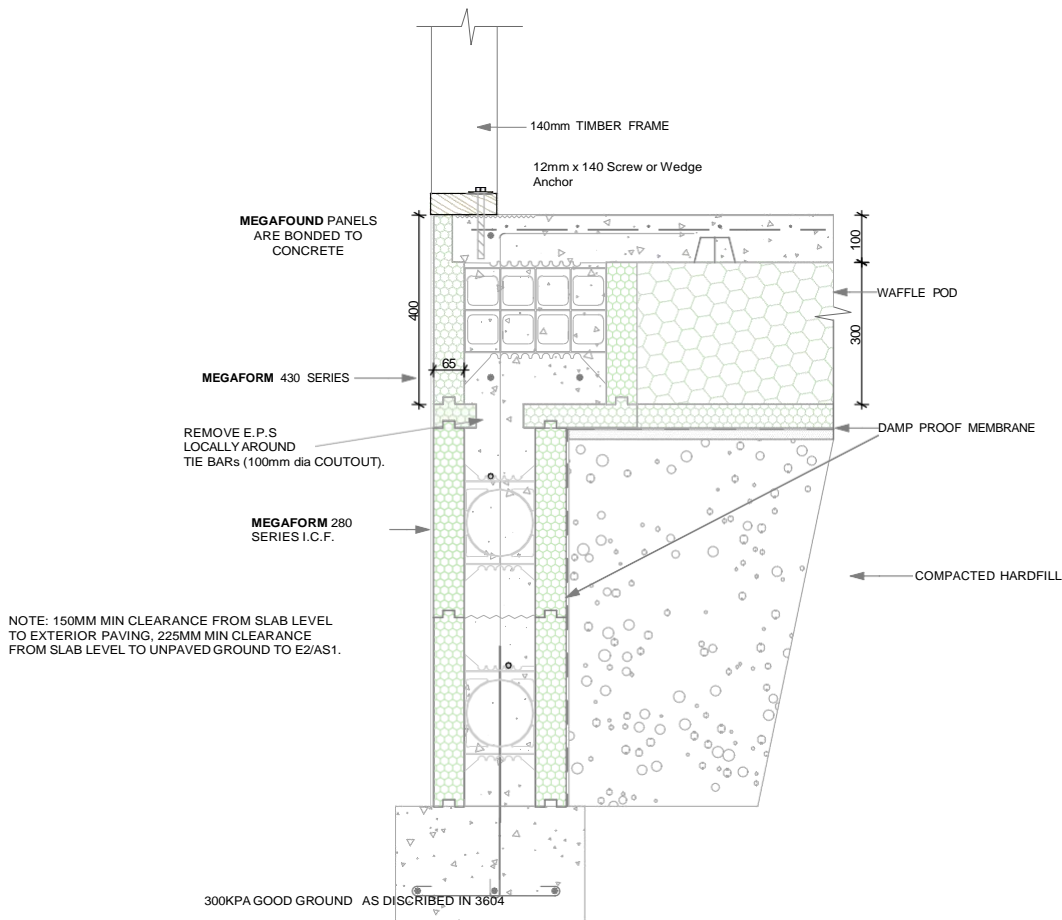 140mm TIMBER FRAME
12mm x 140 Screw or Wedge
Anchor
MEGAFOUND PANELS
ARE BONDED TO
CONCRETE
100
WAFFLE POD
400
300
65
MEGAFORM 430 SERIES
REMOVE E.P.S
LOCALLY AROUND
TIE BARs (100mm dia COUTOUT).
DAMP PROOF MEMBRANE
MEGAFORM 280
SERIES I.C.F.
COMPACTED HARDFILL
NOTE: 150MM MIN CLEARANCE FROM SLAB LEVEL
TO EXTERIOR PAVING, 225MM MIN CLEARANCE
FROM SLAB LEVEL TO UNPAVED GROUND TO E2/AS1.
300KPA GOOD GROUND AS DISCRIBED IN 3604